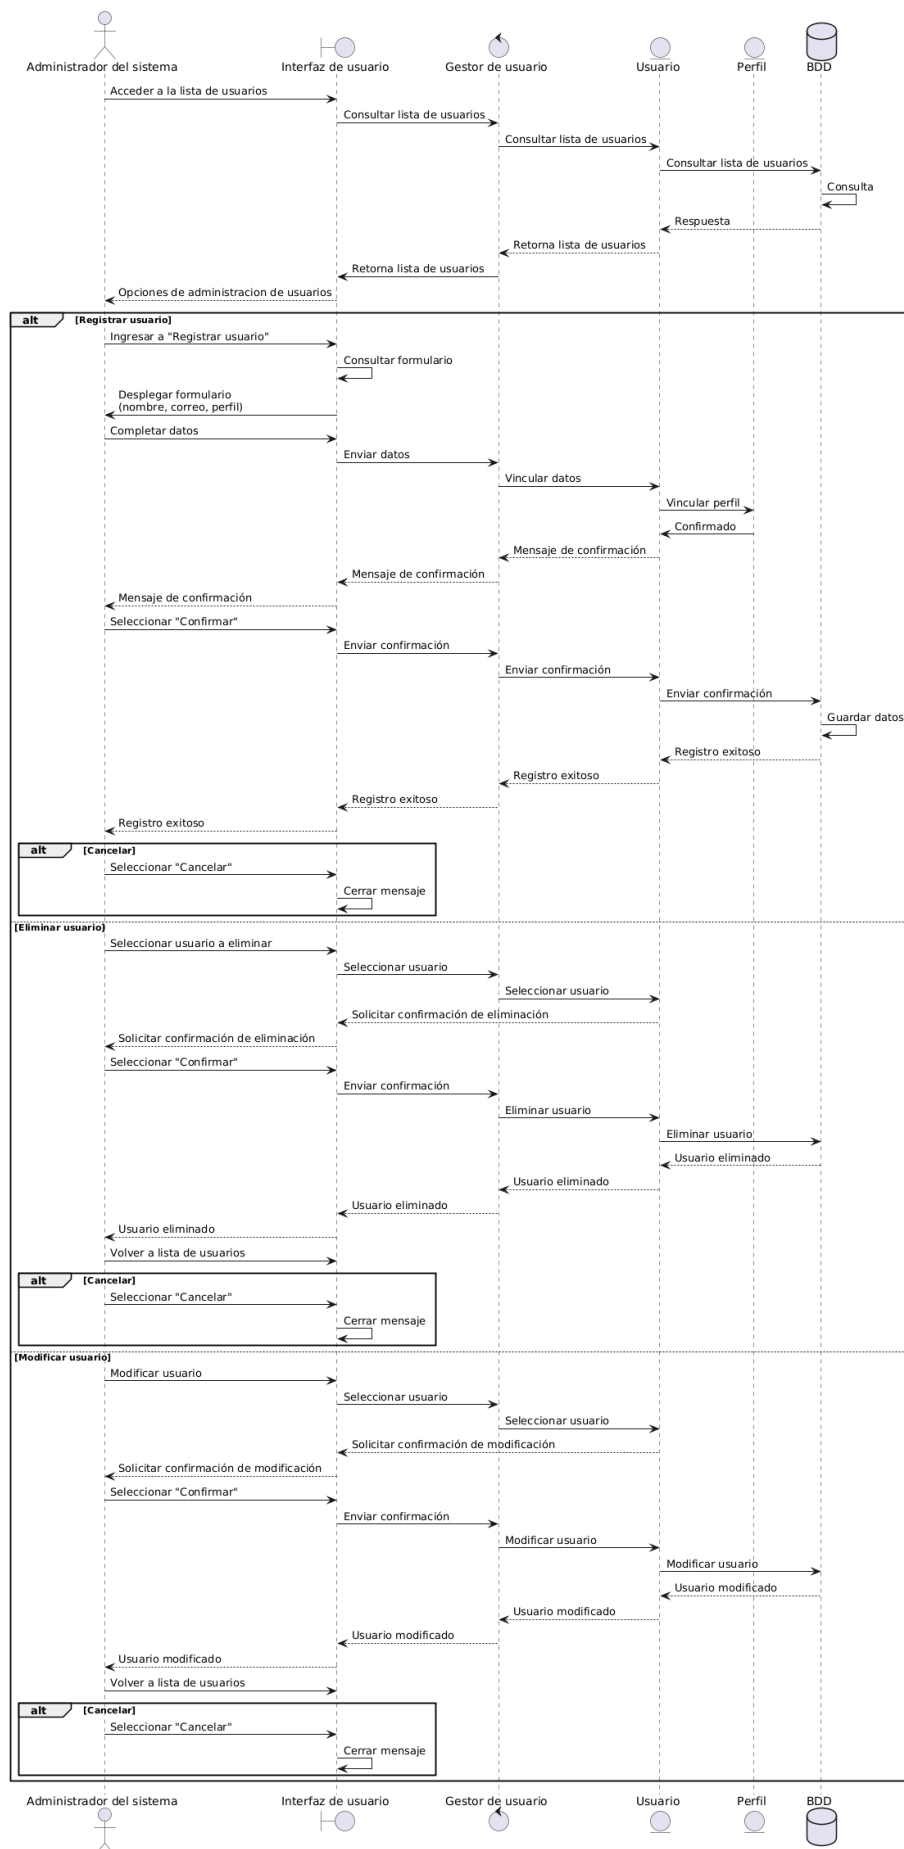 Administrador del sistema Interfaz de usuario Gestor de usuario Usuario Perfil BDD
Acceder a la lista de usuarios
Consultar lista de usuarios
Consultar lista de usuarios
Consultar lista de usuarios
Consulta
Respuesta
Retorna lista de usuarios
Retorna lista de usuarios
Opciones de administracion de usuarios
alt [Registrar usuario]
Ingresar a "Registrar usuario"
Consultar formulario
Desplegar formulario
(nombre, correo, perfil)
Completar datos
Enviar datos
Vincular datos
Vincular perfil
Confirmado
Mensaje de confirmación
Mensaje de confirmación
Mensaje de confirmación
Seleccionar "Confirmar"
Enviar confirmación
Enviar confirmación
Enviar confirmación
Guardar datos
Registro exitoso
Registro exitoso
Registro exitoso
Registro exitoso
alt [Cancelar]
Seleccionar "Cancelar"
Cerrar mensaje
[Eliminar usuario]
Seleccionar usuario a eliminar
Seleccionar usuario
Seleccionar usuario
Solicitar confirmación de eliminación
Solicitar confirmación de eliminación
Seleccionar "Confirmar"
Enviar confirmación
Eliminar usuario
Eliminar usuario
Usuario eliminado
Usuario eliminado
Usuario eliminado
Usuario eliminado
Volver a lista de usuarios
alt [Cancelar]
Seleccionar "Cancelar"
Cerrar mensaje
[Modificar usuario]
Modificar usuario
Seleccionar usuario
Seleccionar usuario
Solicitar confirmación de modificación
Solicitar confirmación de modificación
Seleccionar "Confirmar"
Enviar confirmación
Modificar usuario
Modificar usuario
Usuario modificado
Usuario modificado
Usuario modificado
Usuario modificado
Volver a lista de usuarios
alt [Cancelar]
Seleccionar "Cancelar"
Cerrar mensaje
Administrador del sistema Interfaz de usuario Gestor de usuario Usuario Perfil BDD